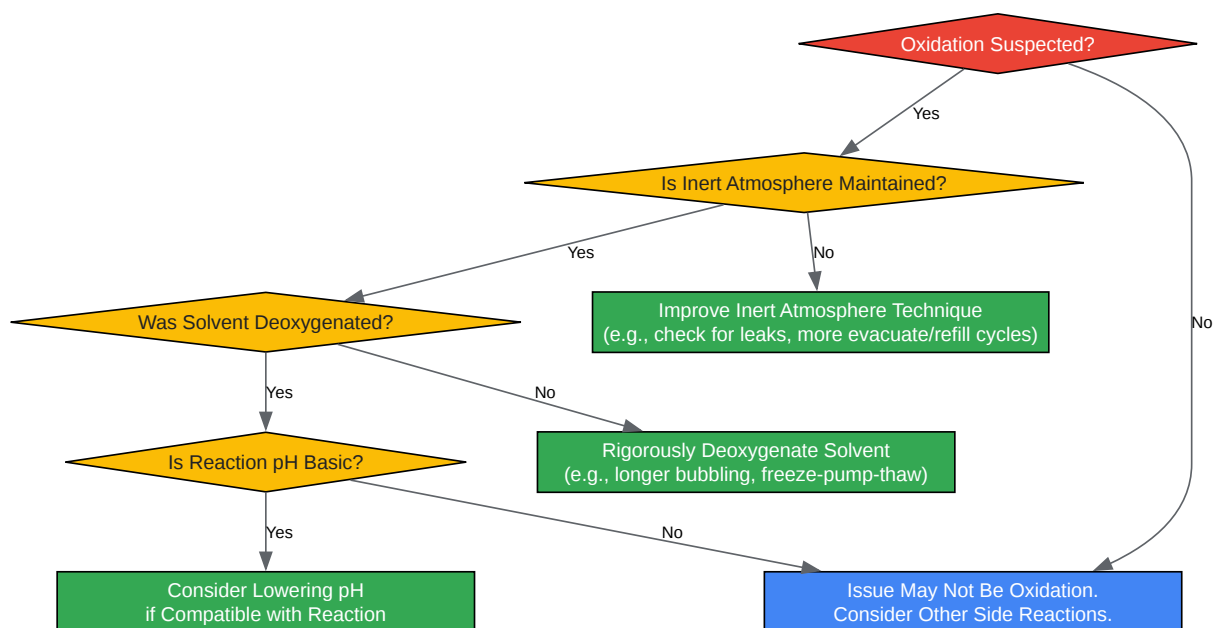 Oxidation Suspected?
Yes
Is Inert Atmosphere Maintained?
Yes
No
Was Solvent Deoxygenated?
Improve Inert Atmosphere Technique
(e.g., check for leaks, more evacuate/refill cycles)
No
Yes
No
Is Reaction pH Basic?
Rigorously Deoxygenate Solvent
(e.g., longer bubbling, freeze-pump-thaw)
Yes
No
Consider Lowering pH
if Compatible with Reaction
Issue May Not Be Oxidation.
Consider Other Side Reactions.